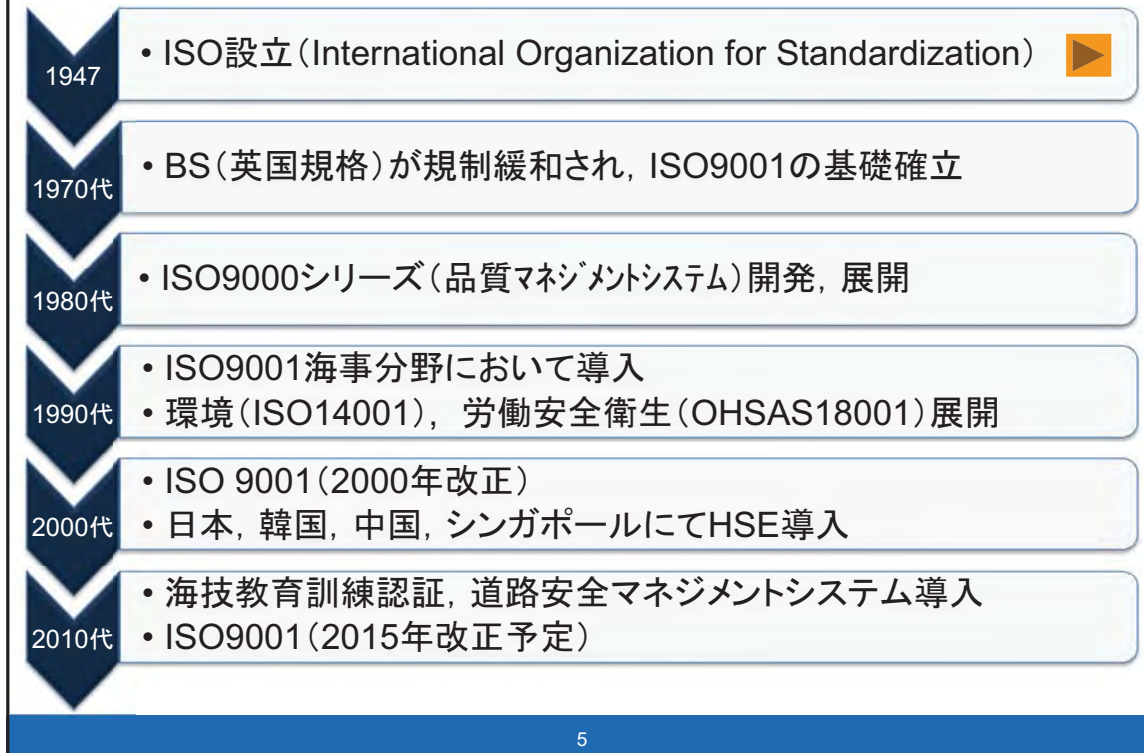 1947
• ISO設立（International Organization for Standardization）
1970代
• BS（英国規格）が規制緩和され，ISO9001の基礎確立
1980代
• ISO9000シリーズ（品質ﾏﾈｼﾞﾒﾝﾄｼｽﾃﾑ）開発，展開
1990代
• ISO9001海事分野において導入
• 環境（ISO14001），労働安全衛生（OHSAS18001）展開
2000代
• ISO 9001（2000年改正）
• 日本，韓国，中国，シンガポールにてHSE導入
2010代
• 海技教育訓練認証，道路安全マネジメントシステム導入
• ISO9001（2015年改正予定）
5